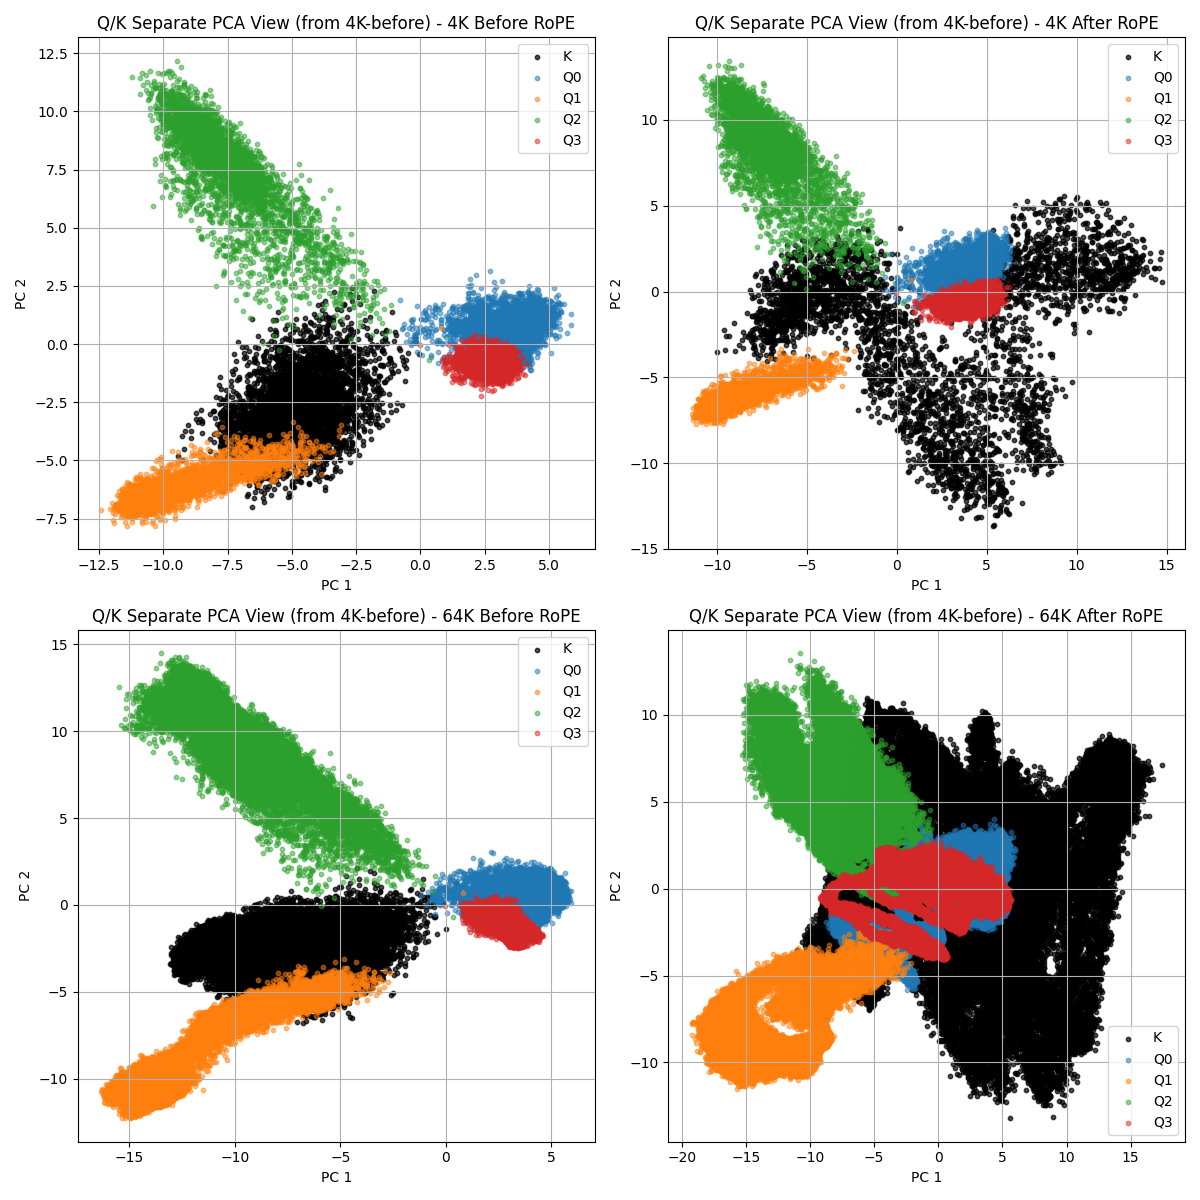 Q/K Separate PCA View (from 4K-before) - 4K Before RoPE
12.5
10.0
7.5
5.0
2.5
0.0
−2.5
−5.0
−7.5
PC 2
−12.5 −10.0 −7.5 −5.0 −2.5 0.0 2.5 5.0
PC 1
K
Q0
Q1
Q2
Q3
Q/K Separate PCA View (from 4K-before) - 4K After RoPE
10
5
0
−5
−10
−15
PC 2
−10 −5 0 5 10 15
PC 1
K
Q0
Q1
Q2
Q3
Q/K Separate PCA View (from 4K-before) - 64K Before RoPE
15
10
5
0
−5
−10
PC 2
−15 −10 −5 0 5
PC 1
K
Q0
Q1
Q2
Q3
Q/K Separate PCA View (from 4K-before) - 64K After RoPE
10
5
0
−5
−10
PC 2
−20 −15 −10 −5 0 5 10 15
PC 1
K
Q0
Q1
Q2
Q3